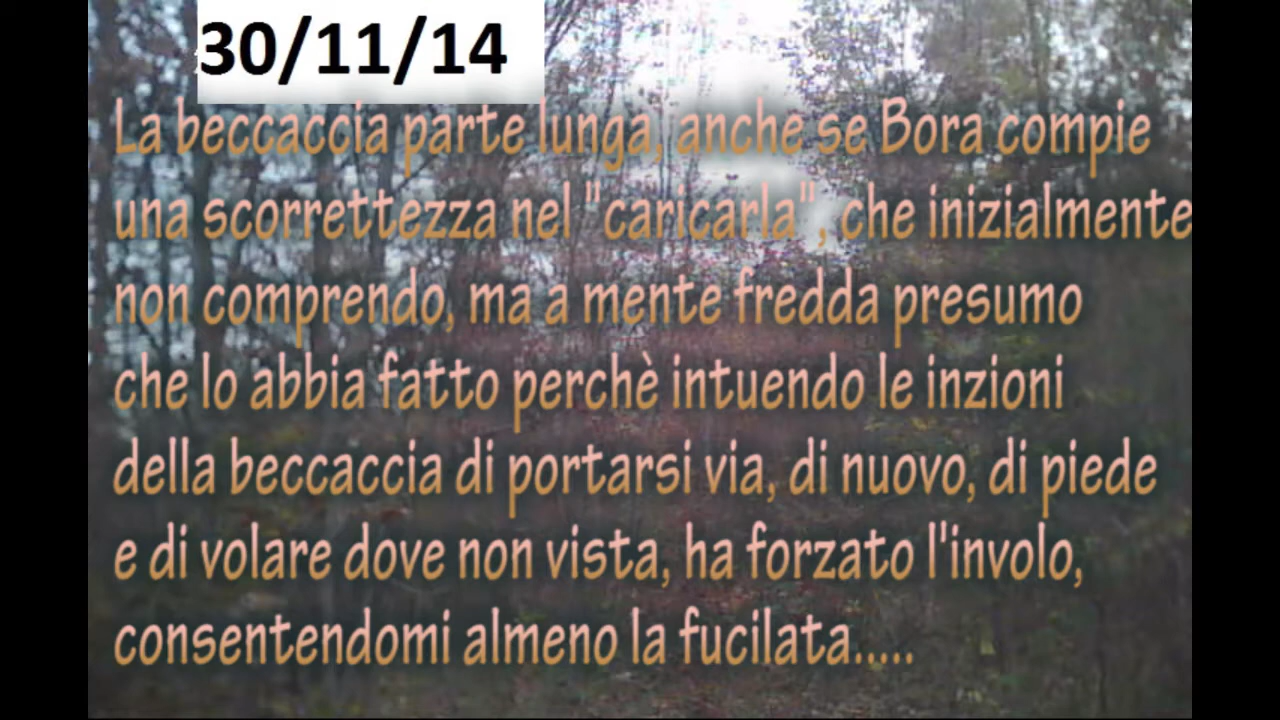 30/11/14
La beccaccia parte lunga, anche se Bora compie
una scorrettezza nel "caricarla", che inizialmente
non comprendo, ma a mente fredda presumo
che lo abbia fatto perchè intuendo le inzioni
della beccaccia di portarsi via, di nuovo, di piede
e di volare dove non vista, ha forzato l'involo,
consentendomi almeno la fucilata.....